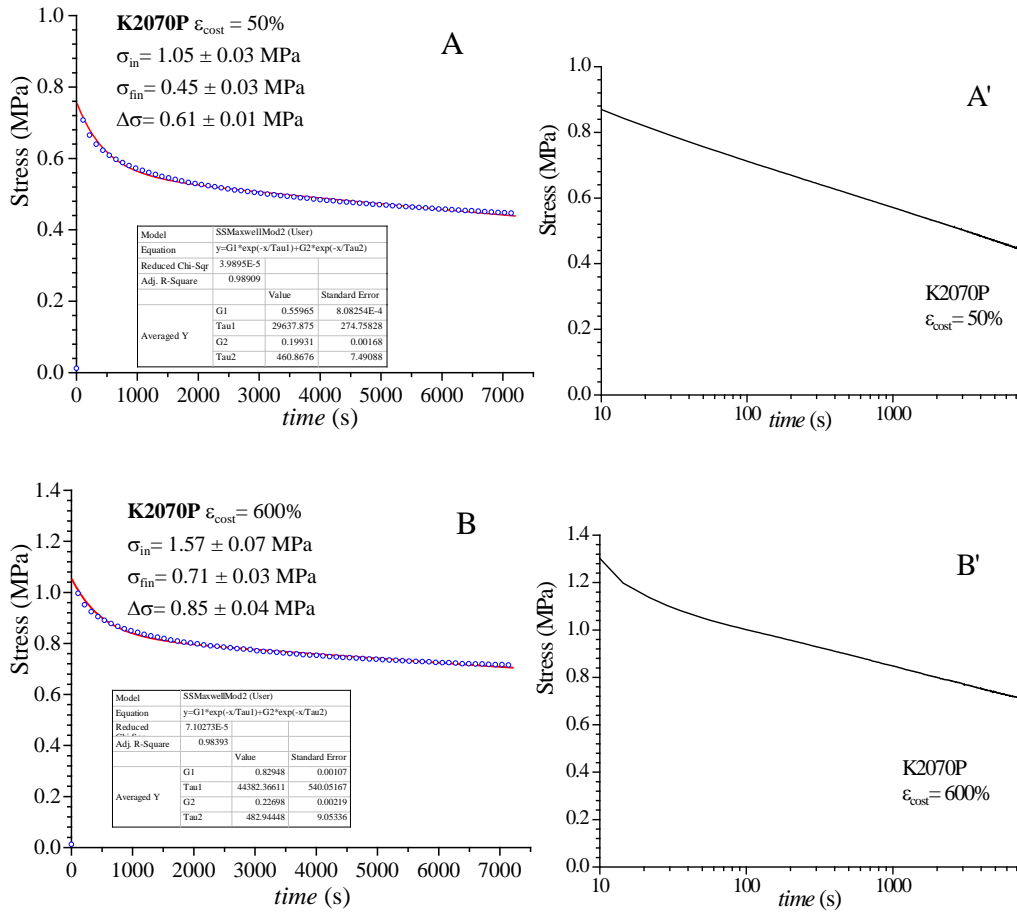 K2070P εcost = 50%
σin= 1.05 ± 0.03 MPa
σfin= 0.45 ± 0.03 MPa
Δσ= 0.61 ± 0.01 MPa
A
Stress (MPa)
1.0
0.8
0.6
0.4
0.2
0.0
Model SSMaxwellMod2 (User)
Equation y=G1*exp(-x/Tau1)+G2*exp(-x/Tau2)
Reduced Chi-Sqr 3.9895E-5
Adj. R-Square 0.98909
Value Standard Error
Averaged Y
G1 0.55965 8.08254E-4
Tau1 29637.875 274.75828
G2 0.19931 0.00168
Tau2 460.8676 7.49088
0 1000 2000 3000 4000 5000 6000 7000
time (s)
A'
Stress (MPa)
1.0
0.8
0.6
0.4
0.2
0.0
K2070P
εcost= 50%
10 100 1000
time (s)
K2070P εcost= 600%
σin= 1.57 ± 0.07 MPa
σfin= 0.71 ± 0.03 MPa
Δσ= 0.85 ± 0.04 MPa
B
Stress (MPa)
1.4
1.2
1.0
0.8
0.6
0.4
0.2
0.0
Model SSMaxwellMod2 (User)
Equation y=G1*exp(-x/Tau1)+G2*exp(-x/Tau2)
Reduced 7.10273E-5
Adj. R-Square 0.98393
Value Standard Error
Averaged Y
G1 0.82948 0.00107
Tau1 44382.36611 540.05167
G2 0.22698 0.00219
Tau2 482.94448 9.05336
0 1000 2000 3000 4000 5000 6000 7000
time (s)
B'
Stress (MPa)
1.4
1.2
1.0
0.8
0.6
0.4
0.2
0.0
K2070P
εcost= 600%
10 100 1000
time (s)